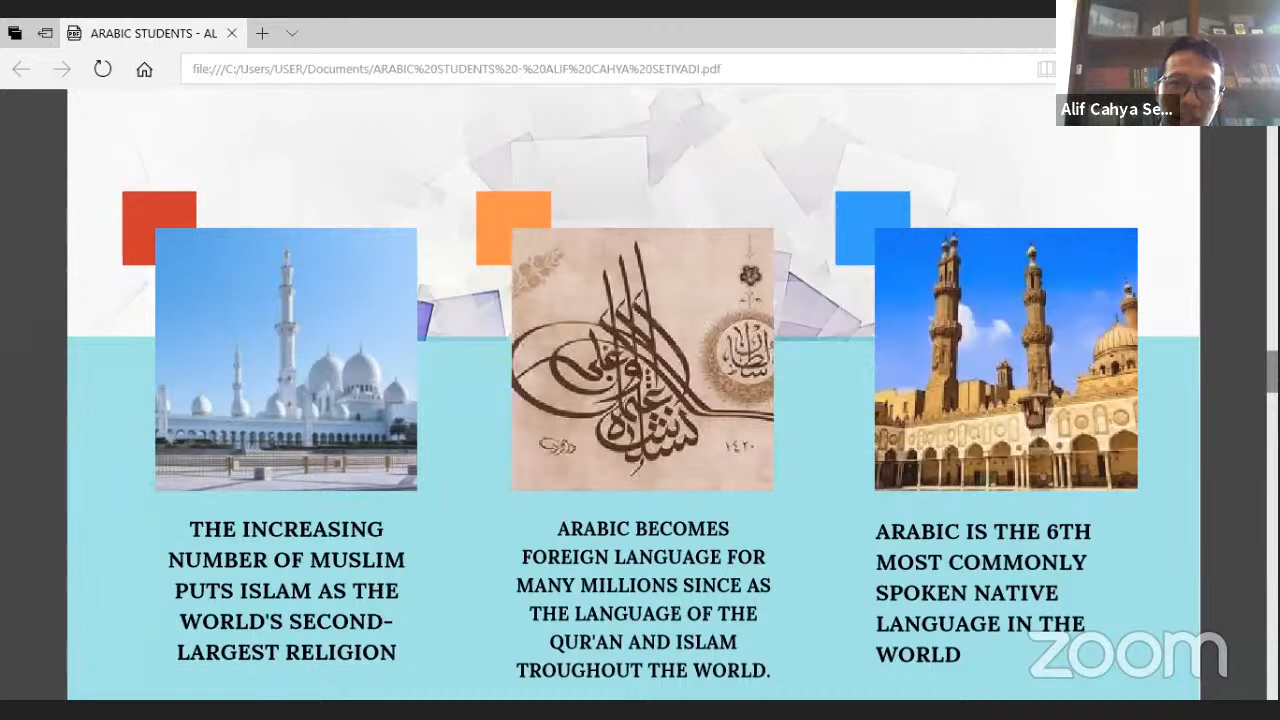 ARABIC STUDENTS - AL
file:///C:/Users/USER/Documents/ARABIC%20STUDENTS%20-%20ALIF%20CAHYA%20SETIYADI.pdf
Alif Cahya Se...
THE INCREASING
NUMBER OF MUSLIM
PUTS ISLAM AS THE
WORLD'S SECOND-
LARGEST RELIGION
١٤٢٠
ARABIC BECOMES
FOREIGN LANGUAGE FOR
MANY MILLIONS SINCE AS
THE LANGUAGE OF THE
QUR'AN AND ISLAM
TROUGHOUT THE WORLD.
ARABIC IS THE 6TH
MOST COMMONLY
SPOKEN NATIVE
LANGUAGE IN THE
WORLD
zoom